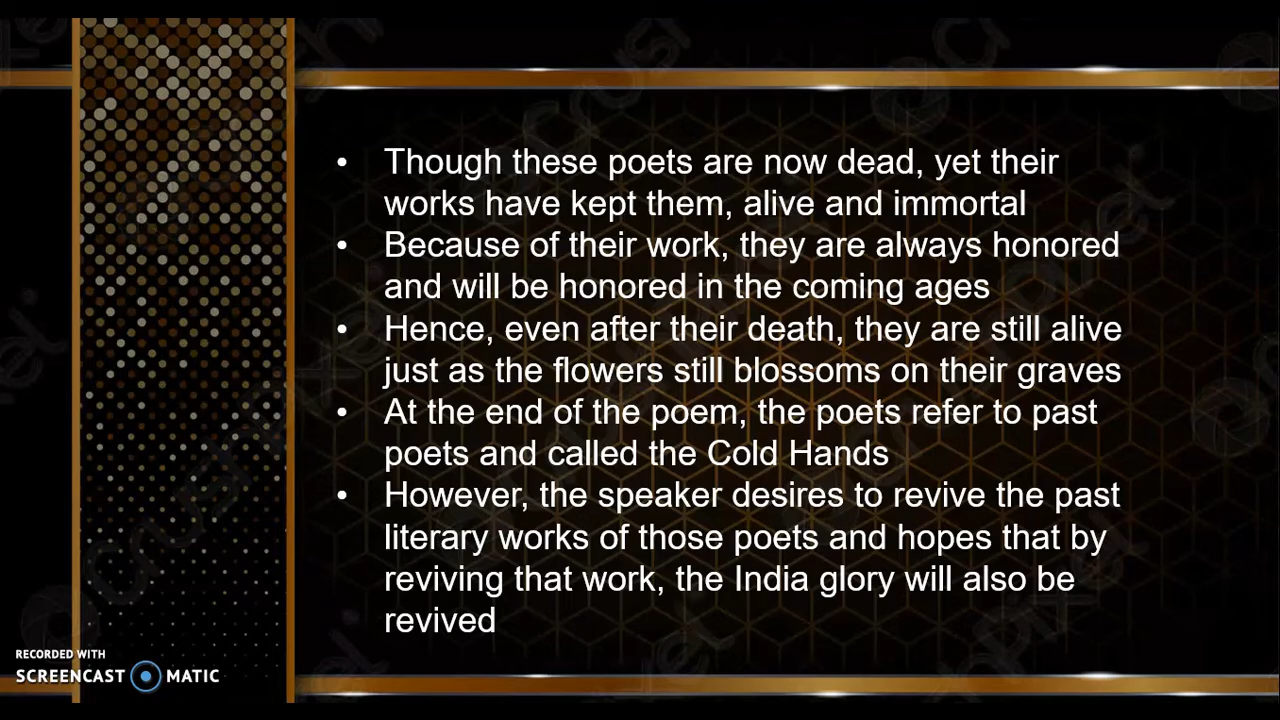 • Though these poets are now dead, yet their
works have kept them, alive and immortal
• Because of their work, they are always honored
and will be honored in the coming ages
• Hence, even after their death, they are still alive
just as the flowers still blossoms on their graves
• At the end of the poem, the poets refer to past
poets and called the Cold Hands
• However, the speaker desires to revive the past
literary works of those poets and hopes that by
reviving that work, the India glory will also be
revived
RECORDED WITH
SCREENCAST MATIC